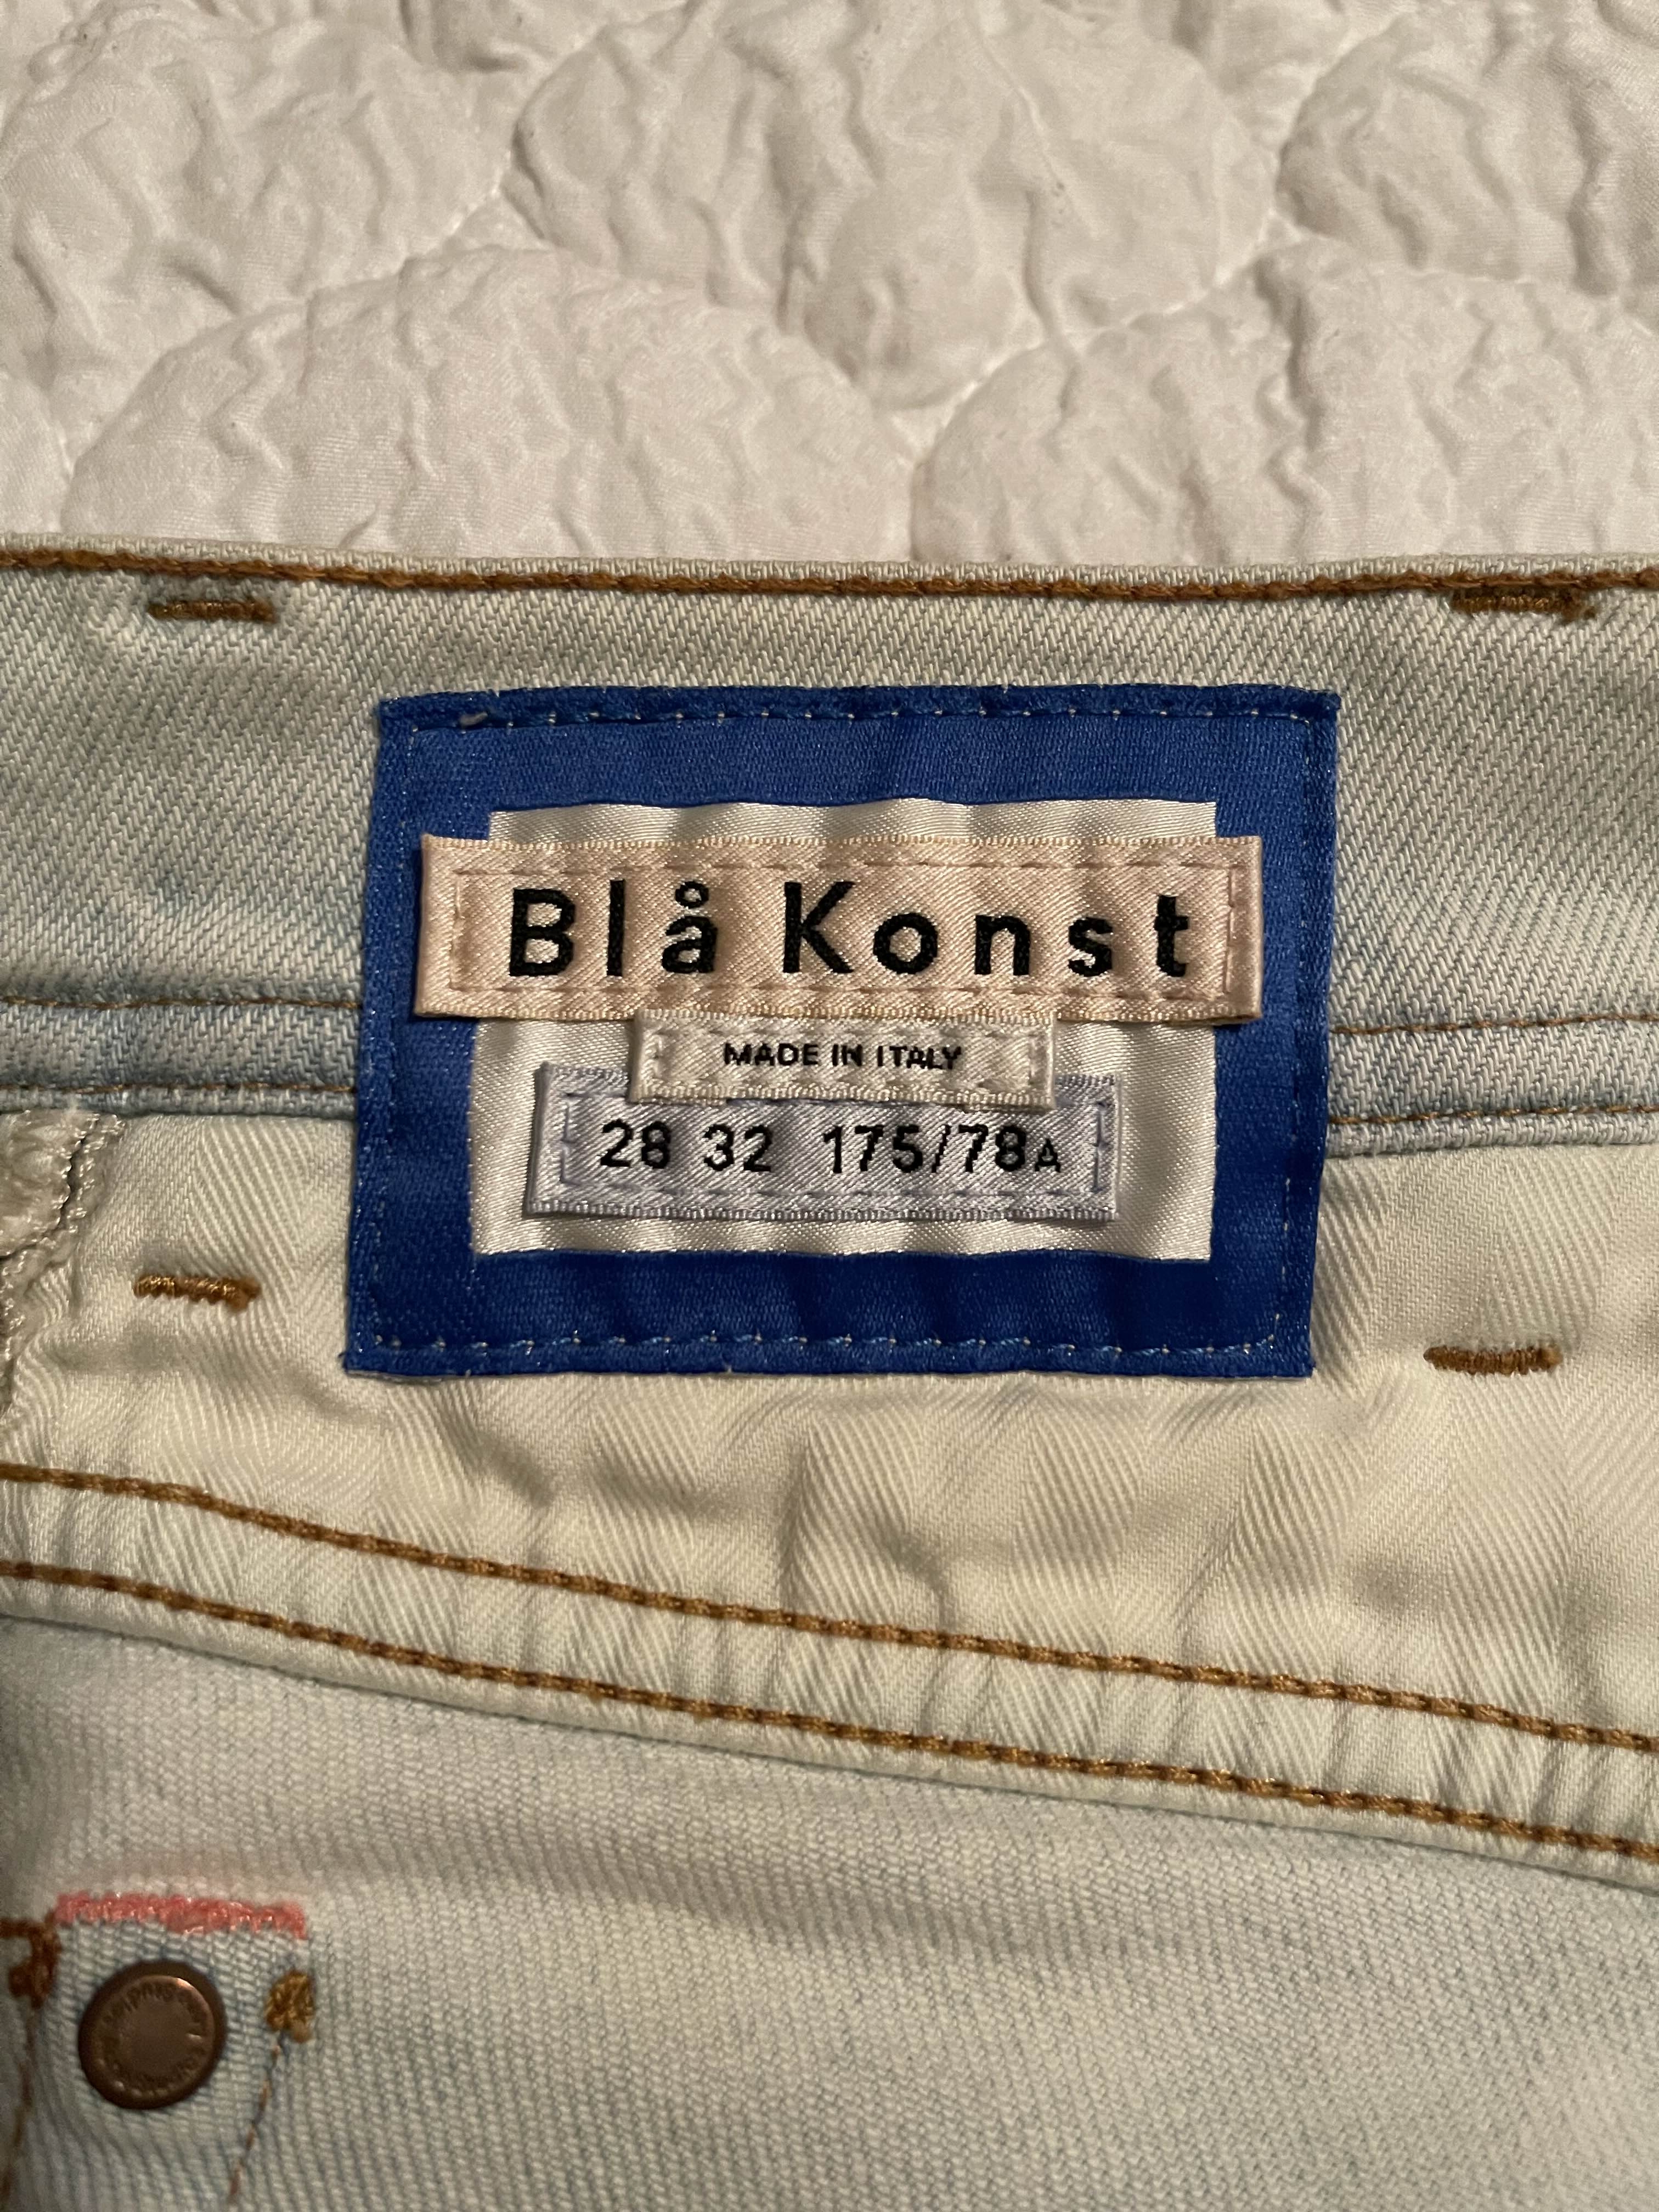 Blå Konst
MADE IN ITALY
28 32 175/78A